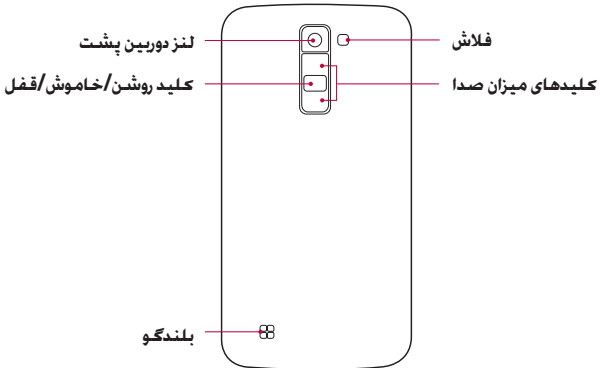 لنز دوربین پشت
فلاش
کلید روشن/خاموش/قفل
کلیدهای میزان صدا
بلندگو